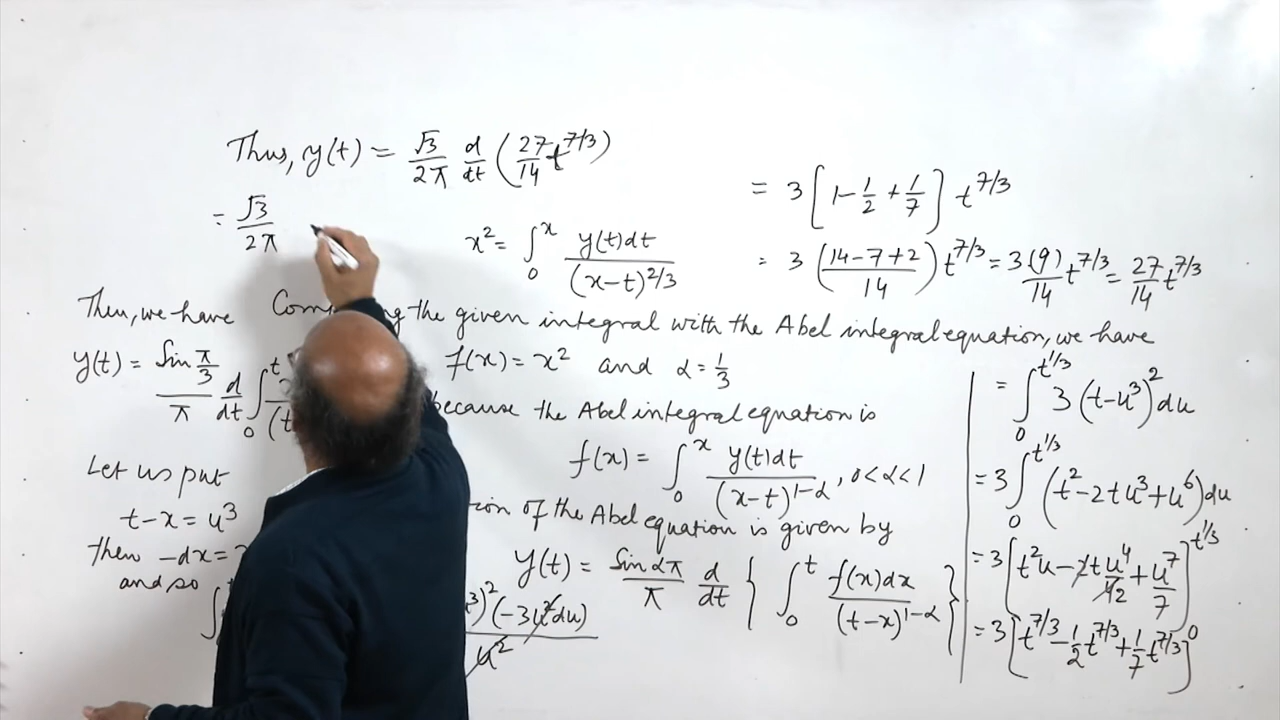 Thus, y(t) = √3/2π d/dt (27/14 t^7/3)
= √3/2π
x² = ∫₀^x y(t)dt/(x-t)^2/3
Then, we have
y(t) = Sin π/3 / π d/dt ∫₀^t
Let us put
t-x = u³
then -dx =
and so
∫
the given integral with the Abel integral equation, we have
f(x) = x² and α = 1/3
because the Abel integral equation is
f(x) = ∫₀^x y(t)dt/(x-t)^1-α, 0<α<1
of the Abel equation is given by
y(t) = Sin απ/π d/dt { ∫₀^t f(x)dx/(t-x)^1-α }
³)² (-3u²du)/u²
= 3[1-1/2+1/7] t^7/3
= 3 (14-7+2/14) t^7/3 = 3(9)/14 t^7/3 = 27/14 t^7/3
= ∫₀^t^1/3 3(t-u³)² du
= 3 ∫₀^t^1/3 (t²-2tu³+u⁶)du
= 3[t²u-2t u⁴/4 2+u⁷/7]₀^t^1/3
= 3[t^7/3-1/2 t^7/3+1/7 t^7/3]